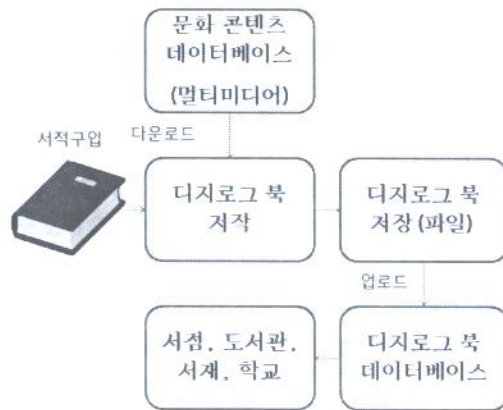 문화 콘텐츠
데이터베이스
(멀티미디어)
서적구입
다운로드
디지로그 북
저작
디지로그 북
저장(파일)
업로드
서점, 도서관,
서재, 학교
디지로그 북
데이터베이스